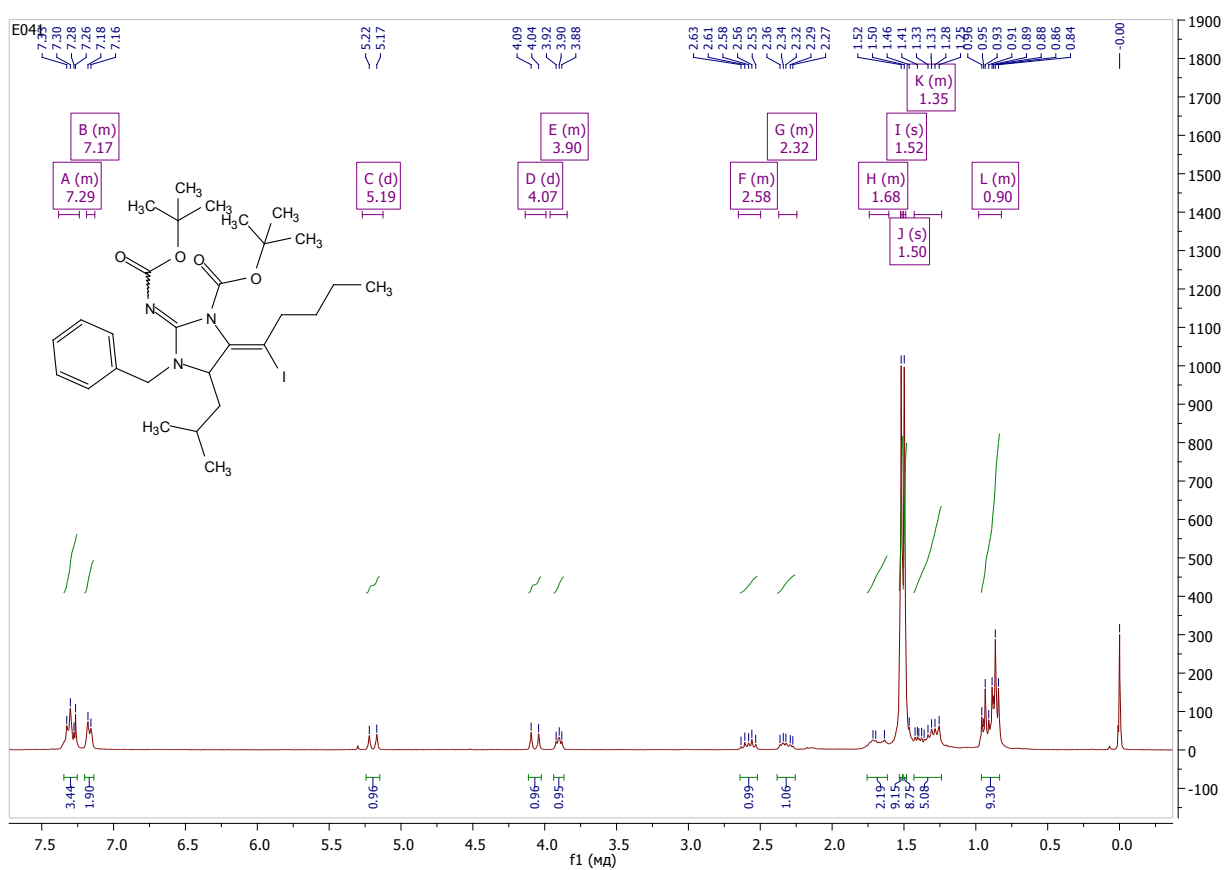 E041
7.33 7.30 7.28 7.26 7.18 7.16 5.22 5.17 4.09 4.04 3.92 3.90 3.88 2.63 2.61 2.58 2.56 2.53 2.36 2.34 2.32 2.29 2.27 1.52 1.50 1.46 1.41 1.33 1.31 1.28 1.25 0.96 0.95 0.93 0.91 0.89 0.88 0.86 0.84 -0.00
K (m)
1.35
B (m)
7.17
E (m)
3.90
G (m)
2.32
I (s)
1.52
A (m)
7.29
C (d)
5.19
D (d)
4.07
F (m)
2.58
H (m)
1.68
L (m)
0.90
J (s)
1.50
CH3
H3C
CH3
H3C
CH3
CH3
O
O
O
O
N
N
CH3
N
I
H3C
CH3
1900
1800
1700
1600
1500
1400
1300
1200
1100
1000
900
800
700
600
500
400
300
200
100
0
-100
3.44 1.90 0.96 0.96 0.95 0.99 1.06 2.19 9.15 8.75 5.08 9.30
7.5 7.0 6.5 6.0 5.5 5.0 4.5 4.0 3.5 3.0 2.5 2.0 1.5 1.0 0.5 0.0
f1 (мд)